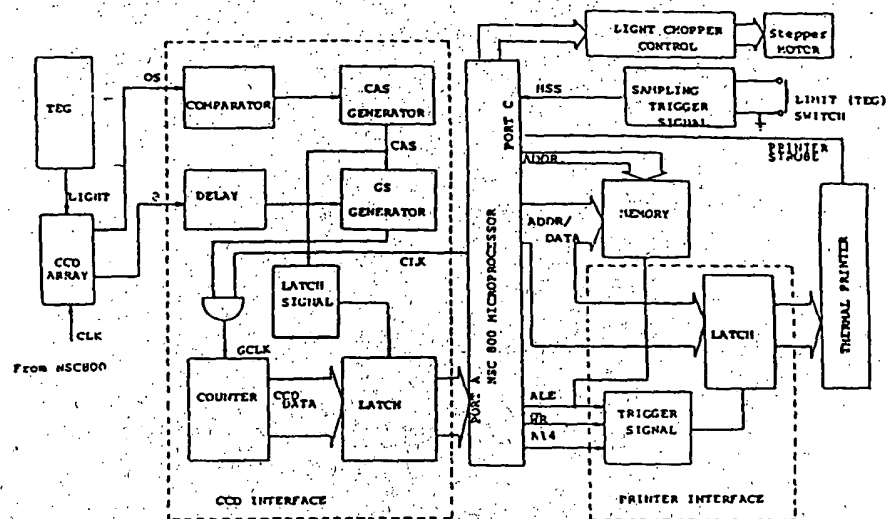 TEG
LIGHT
CCD
ARRAY
CLK
From NSC800
OS
2
COMPARATOR
CAS
GENERATOR
CAS
DELAY
GS
GENERATOR
LATCH
SIGNAL
CLK
GCLK
COUNTER
CCD
DATA
LATCH
CCD INTERFACE
PORT C
NSC 800 MICROPROCESSOR
PORT A
LIGHT CHOPPER
CONTROL
Stepper
MOTOR
HSS
SAMPLING
TRIGGER
SIGNAL
LIMIT (TEG)
SWITCH
PRINTER
STROBE
ADDR
MEMORY
ADDR/
DATA
LATCH
THERMAL PRINTER
ALE
WR
A14
TRIGGER
SIGNAL
PRINTER INTERFACE